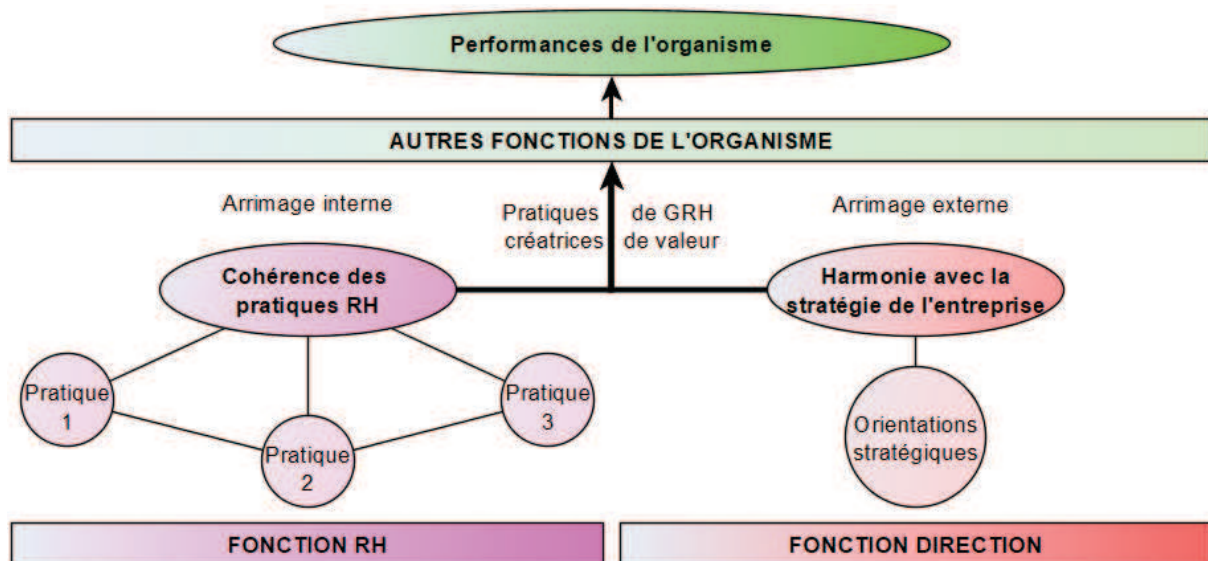 Performances de l'organisme
AUTRES FONCTIONS DE L'ORGANISME
Arrimage interne
Pratiques de GRH
créatrices de valeur
Arrimage externe
Cohérence des
pratiques RH
Harmonie avec la
stratégie de l'entreprise
Pratique
1
Pratique
2
Pratique
3
Orientations
stratégiques
FONCTION RH
FONCTION DIRECTION